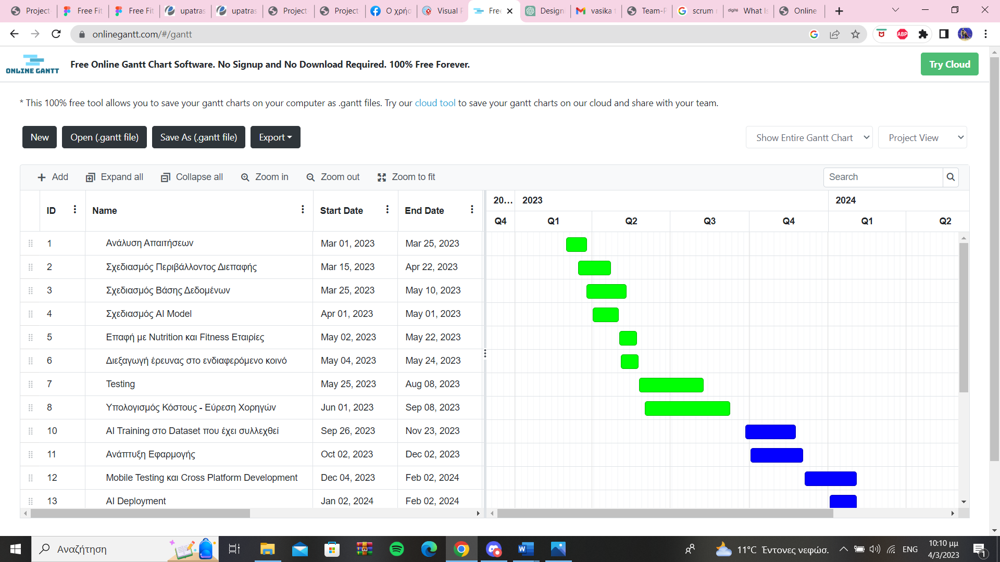 Project- Free Fit Free Fit upatras upatras Project- Project- Ο χρήσ Visual P Free Design vasika t Team-P scrum r digité What Is Online
onlinegantt.com/#/gantt
ABP
ONLINE GANTT Free Online Gantt Chart Software. No Signup and No Download Required. 100% Free Forever. Try Cloud
* This 100% free tool allows you to save your gantt charts on your computer as .gantt files. Try our cloud tool to save your gantt charts on our cloud and share with your team.
New Open (.gantt file) Save As (.gantt file) Export Show Entire Gantt Chart Project View
Add Expand all Collapse all Zoom in Zoom out Zoom to fit Search
20... 2023 2024
ID Name Start Date End Date
Q4 Q1 Q2 Q3 Q4 Q1 Q2
1 Ανάλυση Απαιτήσεων Mar 01, 2023 Mar 25, 2023
2 Σχεδιασμός Περιβάλλοντος Διεπαφής Mar 15, 2023 Apr 22, 2023
3 Σχεδιασμός Βάσης Δεδομένων Mar 25, 2023 May 10, 2023
4 Σχεδιασμός AI Model Apr 01, 2023 May 01, 2023
5 Επαφή με Nutrition και Fitness Εταιρίες May 02, 2023 May 22, 2023
6 Διεξαγωγή έρευνας στο ενδιαφερόμενο κοινό May 04, 2023 May 24, 2023
7 Testing May 25, 2023 Aug 08, 2023
8 Υπολογισμός Κόστους - Εύρεση Χορηγών Jun 01, 2023 Sep 08, 2023
10 AI Training στο Dataset που έχει συλλεχθεί Sep 26, 2023 Nov 23, 2023
11 Ανάπτυξη Εφαρμογής Oct 02, 2023 Dec 02, 2023
12 Mobile Testing και Cross Platform Development Dec 04, 2023 Feb 02, 2024
13 AI Deployment Jan 02, 2024 Feb 02, 2024
Αναζήτηση 11°C Έντονες νεφώσ. ENG 10:10 μμ
4/3/2023 1